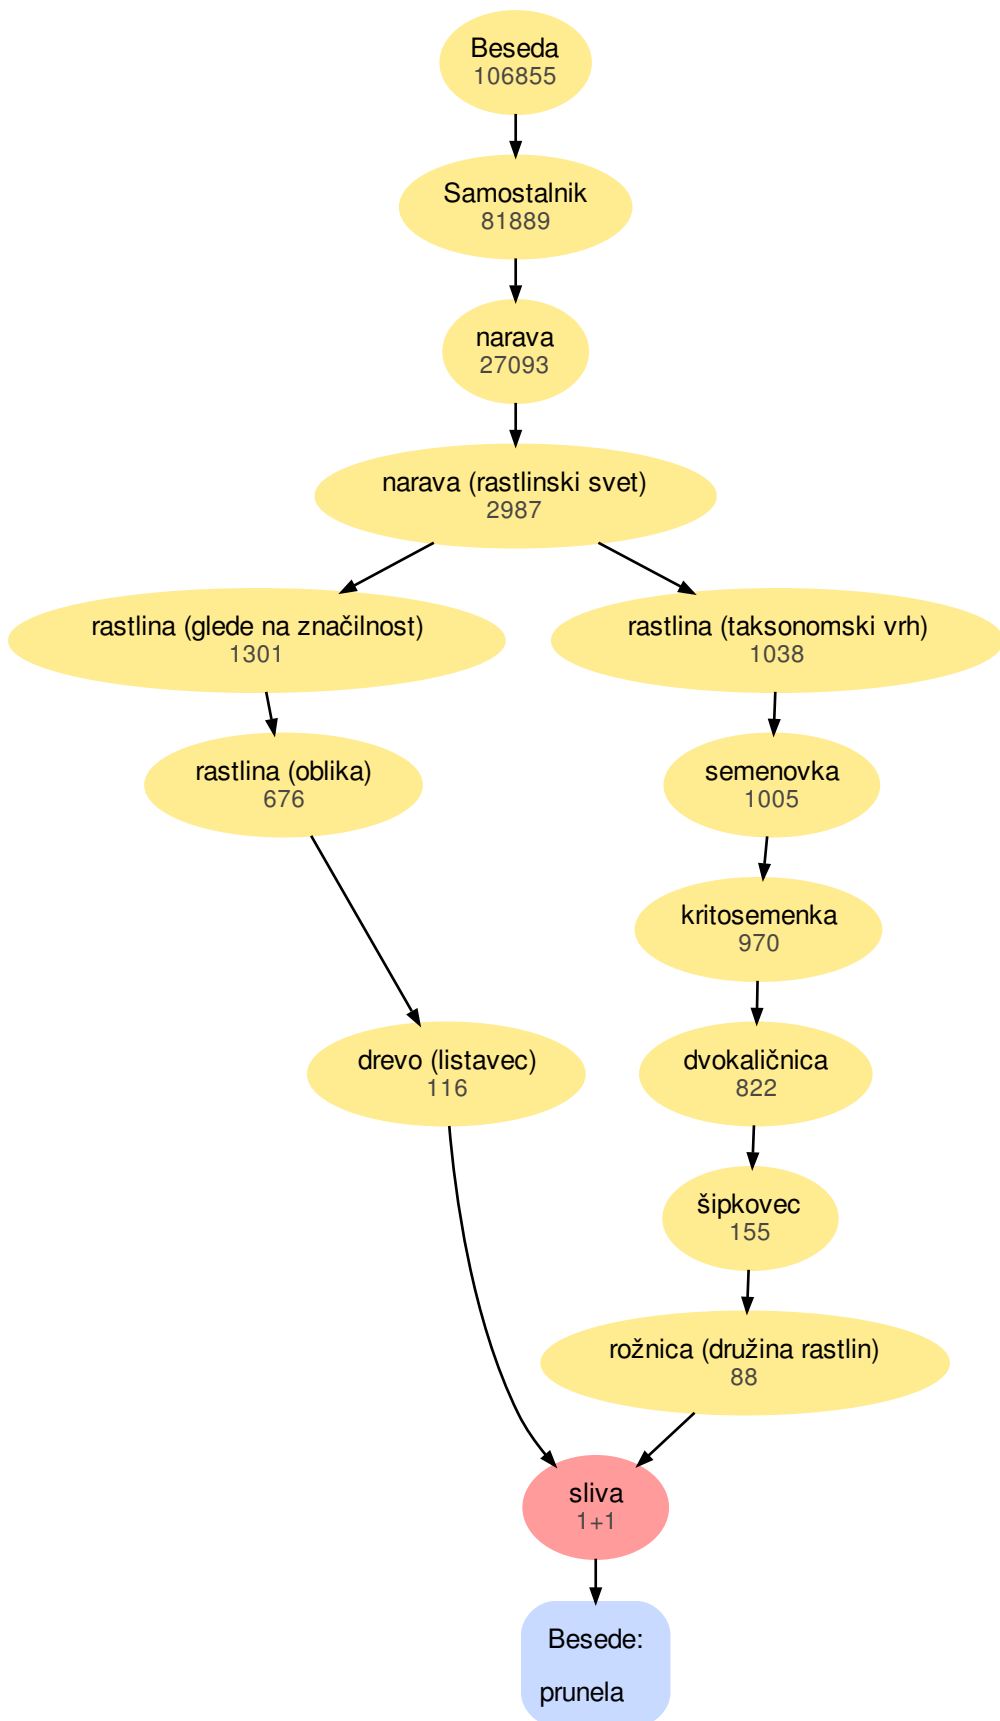 Beseda
106855
Samostalnik
81889
narava
27093
narava (rastlinski svet)
2987
rastlina (glede na značilnost)
1301
rastlina (taksonomski vrh)
1038
rastlina (oblika)
676
semenovka
1005
kritosemenka
970
drevo (listavec)
116
dvokaličnica
822
šipkovec
155
rožnica (družina rastlin)
88
sliva
1+1
Besede:
prunela